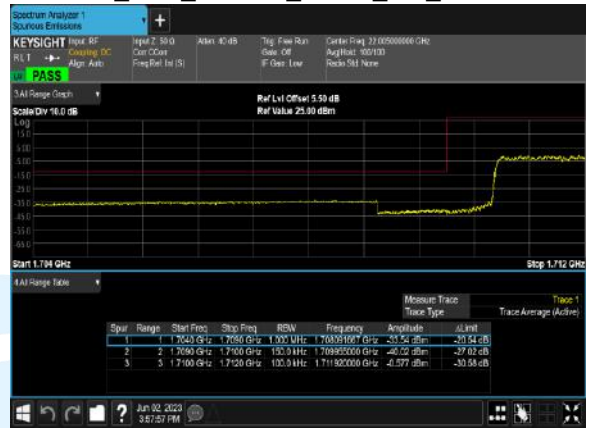 Spectrum Analyzer 1
Spurious Emissions
+
KEYSIGHT Input: RF
Coupling: DC
Align: Auto
Input Z: 50 Ω
Corr CCorr
Freq Ref: Int (S)
Atten: 40 dB
Trig: Free Run
Gate: Off
IF Gain: Low
Center Freq: 22.005000000 GHz
Avg|Hold: 100/100
Radio Std: None
RLT
PASS
3.All Range Graph
Scale/Div 10.0 dB
Ref Lvl Offset 5.50 dB
Ref Value 25.00 dBm
Log
15.0
5.00
-5.00
-15.0
-25.0
-35.0
-45.0
-55.0
-65.0
Start 1.704 GHz
Stop 1.712 GHz
4.All Range Table
Measure Trace Trace 1
Trace Type Trace Average (Active)
Spur Range Start Freq Stop Freq RBW Frequency Amplitude ΔLimit
1 1 1.7040 GHz 1.7090 GHz 1.000 MHz 1.708091667 GHz -33.54 dBm -20.54 dB
2 2 1.7090 GHz 1.7100 GHz 150.0 kHz 1.709955000 GHz -40.02 dBm -27.02 dB
3 3 1.7100 GHz 1.7120 GHz 100.0 kHz 1.711920000 GHz -0.577 dBm -30.58 dB
?
Jun 02, 2023
3:57:57 PM